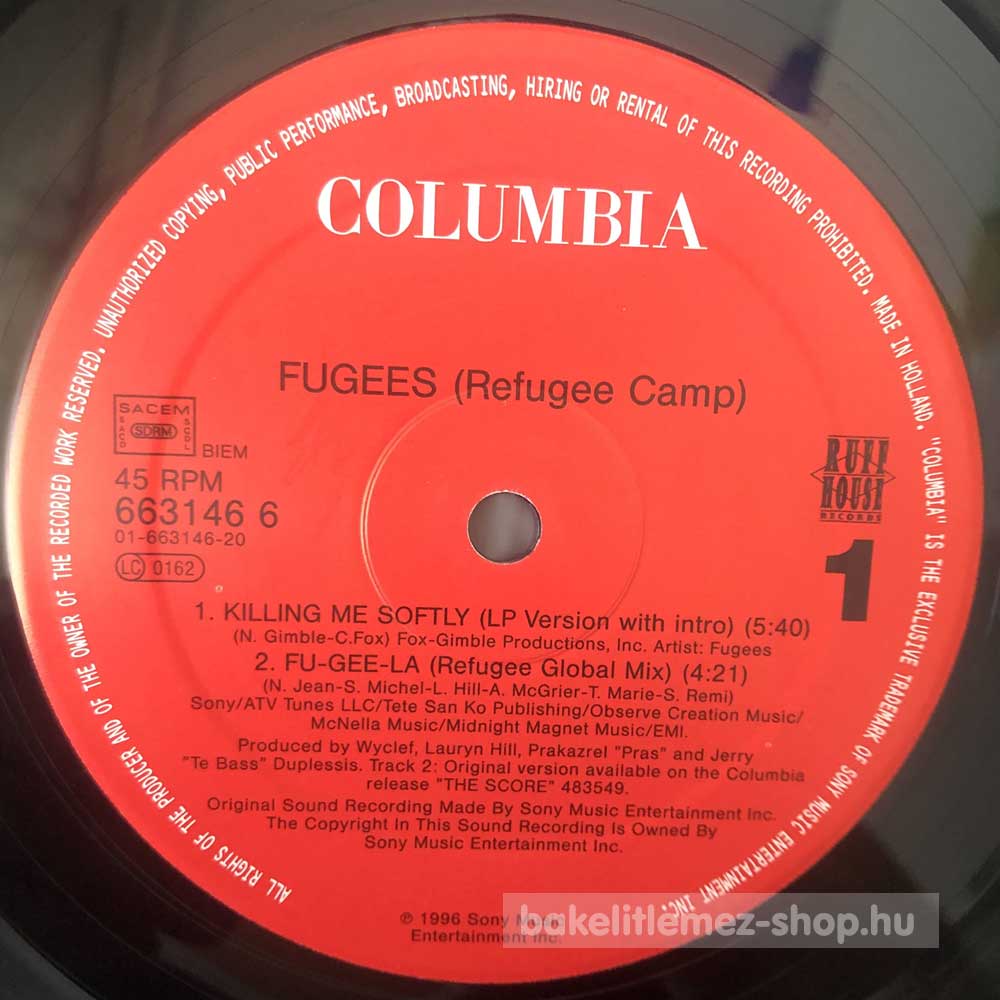 ALL RIGHTS OF THE PRODUCER AND OF THE OWNER OF THE RECORDED WORK RESERVED. UNAUTHORIZED COPYING, PUBLIC PERFORMANCE, BROADCASTING, HIRING OR RENTAL OF THIS RECORDING PROHIBITED. MADE IN HOLLAND. "COLUMBIA" IS THE EXCLUSIVE TRADEMARK OF SONY MUSIC ENTERTAINMENT INC.
COLUMBIA
FUGEES (Refugee Camp)
SACEM
SACD
SDRM
SCDL
BIEM
45 RPM
663146 6
01-663146-20
LC 0162
RUFF
HOUSE
RECORDS
1
1. KILLING ME SOFTLY (LP Version with intro) (5:40)
(N. Gimble-C.Fox) Fox-Gimble Productions, Inc. Artist: Fugees
2. FU-GEE-LA (Refugee Global Mix) (4:21)
(N. Jean-S. Michel-L. Hill-A. McGrier-T. Marie-S. Remi)
Sony/ATV Tunes LLC/Tete San Ko Publishing/Observe Creation Music/
McNella Music/Midnight Magnet Music/EMI.
Produced by Wyclef, Lauryn Hill, Prakazrel "Pras" and Jerry
"Te Bass" Duplessis. Track 2: Original version available on the Columbia
release "THE SCORE" 483549.
Original Sound Recording Made By Sony Music Entertainment Inc.
The Copyright In This Sound Recording Is Owned By
Sony Music Entertainment Inc.
℗ 1996 Sony Music
Entertainment Inc.
bakelitlemez-shop.hu